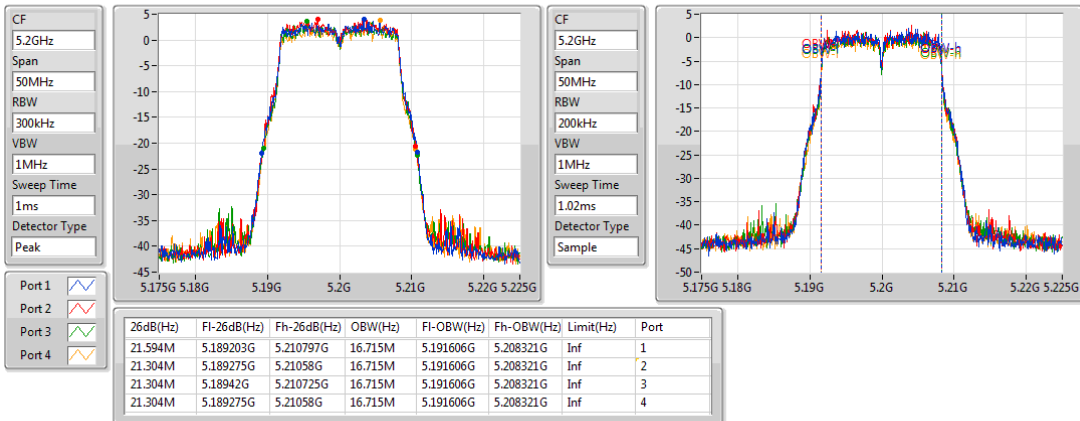 CF
5.2GHz
Span
50MHz
RBW
300kHz
VBW
1MHz
Sweep Time
1ms
Detector Type
Peak
5
0
-5
-10
-15
-20
-25
-30
-35
-40
-45
5.175G 5.18G 5.19G 5.2G 5.21G 5.22G 5.225G
CF
5.2GHz
Span
50MHz
RBW
200kHz
VBW
1MHz
Sweep Time
1.02ms
Detector Type
Sample
5
0
-5
-10
-15
-20
-25
-30
-35
-40
-45
-50
5.175G 5.18G 5.19G 5.2G 5.21G 5.22G 5.225G
Port 1
Port 2
Port 3
Port 4
26dB(Hz) Fl-26dB(Hz) Fh-26dB(Hz) OBW(Hz) Fl-OBW(Hz) Fh-OBW(Hz) Limit(Hz) Port
21.594M 5.189203G 5.210797G 16.715M 5.191606G 5.208321G Inf 1
21.304M 5.189275G 5.21058G 16.715M 5.191606G 5.208321G Inf 2
21.304M 5.18942G 5.210725G 16.715M 5.191606G 5.208321G Inf 3
21.304M 5.189275G 5.21058G 16.715M 5.191606G 5.208321G Inf 4